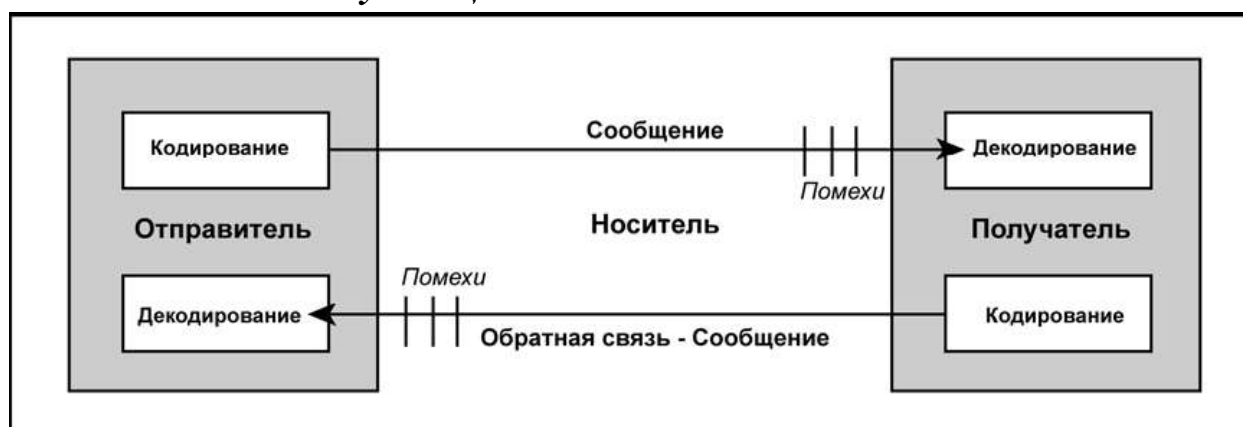 Сообщение
Кодирование
Декодирование
Помехи
Отправитель
Носитель
Получатель
Помехи
Декодирование
Кодирование
Обратная связь - Сообщение